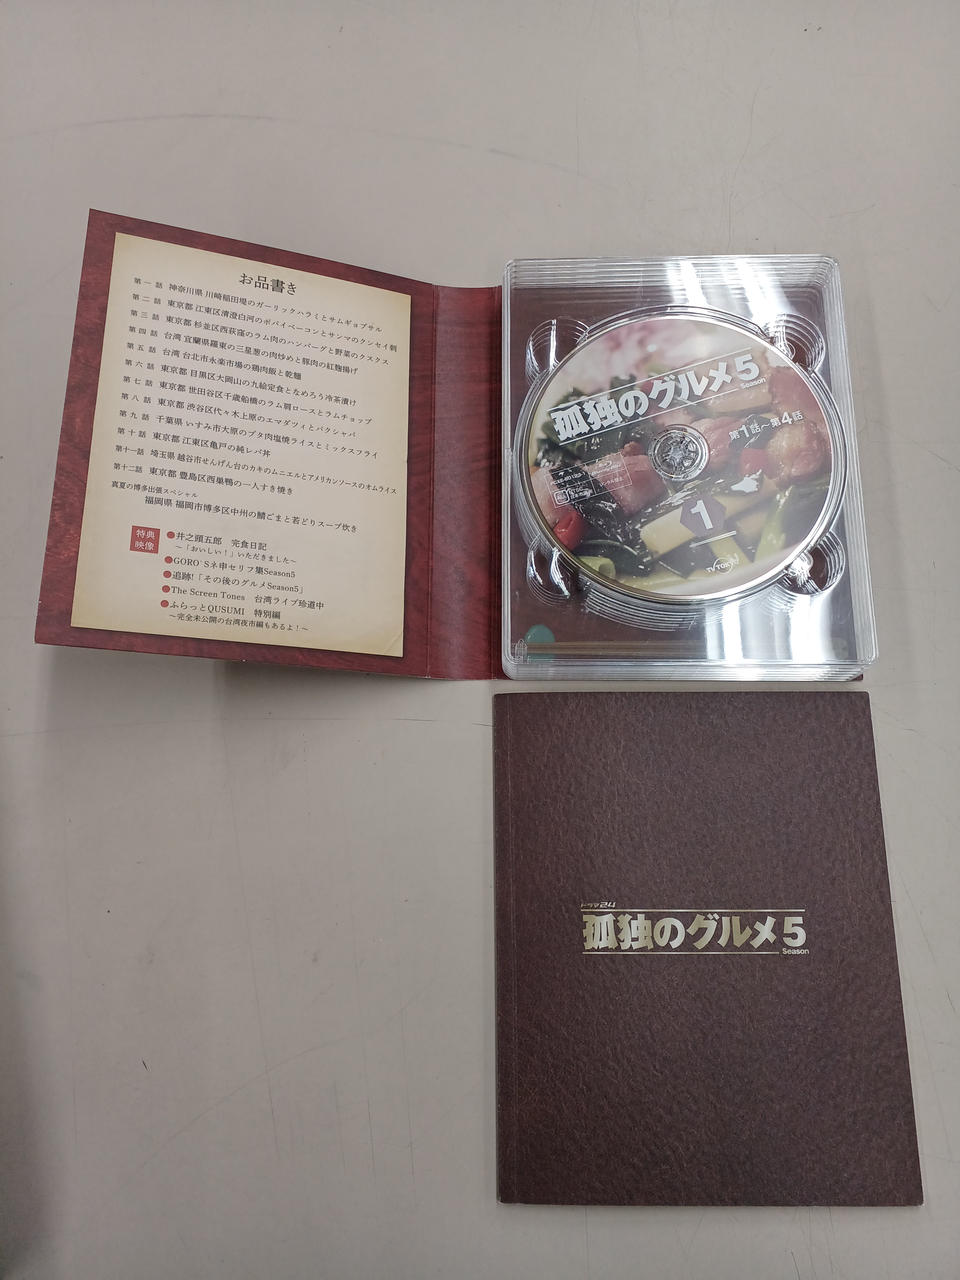 お品書き
第一話 神奈川県 川崎稲田堤のガーリックハラミとサムギョプサル
第二話 東京都 江東区清澄白河のポパイベーコンとサンマのクンセイ刺
第三話 東京都 杉並区西荻窪のラム肉のハンバーグと野菜のクスクス
第四話 台湾 宜蘭県羅東の三星葱の肉炒めと豚肉の紅麹揚げ
第五話 台湾 台北市永楽市場の鶏肉飯と乾麺
第六話 東京都 目黒区大岡山の九絵定食となめろう冷茶漬け
第七話 東京都 世田谷区千歳船橋のラム肩ロースとラムチョップ
第八話 東京都 渋谷区代々木上原のエマダツィとパクシャパ
第九話 千葉県 いすみ市大原のブタ肉塩焼ライスとミックスフライ
第十話 東京都 江東区亀戸の純レバ丼
第十一話 埼玉県 越谷市せんげん台のカキのムニエルとアメリカンソースのオムライス
第十二話 東京都 豊島区西巣鴨の一人すき焼き
真夏の博多出張スペシャル
福岡県 福岡市博多区中州の鯖ごまと若どりスープ炊き
特典映像
●井之頭五郎 完食日記
～「おいしい！」いただきました～
●GORO`Sネ申セリフ集Season5
●追跡!「その後のグルメSeason5」
●The Screen Tones 台湾ライブ珍道中
●ふらっとQUSUMI 特別編
～完全未公開の台湾夜市編もあるよ！～
孤独のグルメ5
Season
第1話～第4話
1
TV TOKYO
ドラマ24
孤独のグルメ5
Season